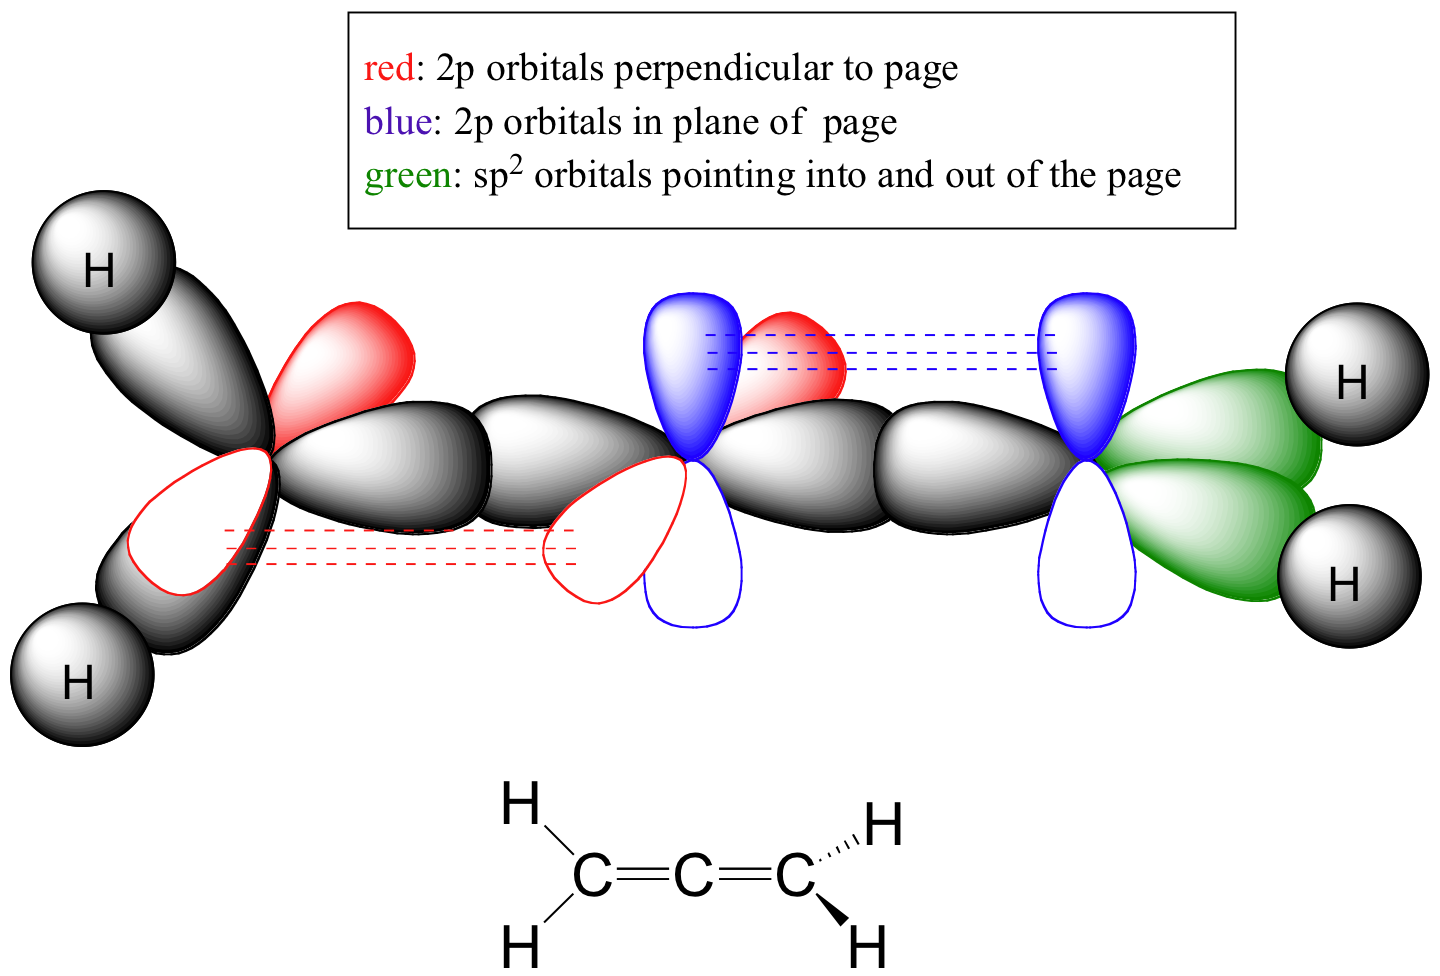 red: 2p orbitals perpendicular to page
blue: 2p orbitals in plane of page
green: sp² orbitals pointing into and out of the page
H
H
H
H
H H
C C C
H H